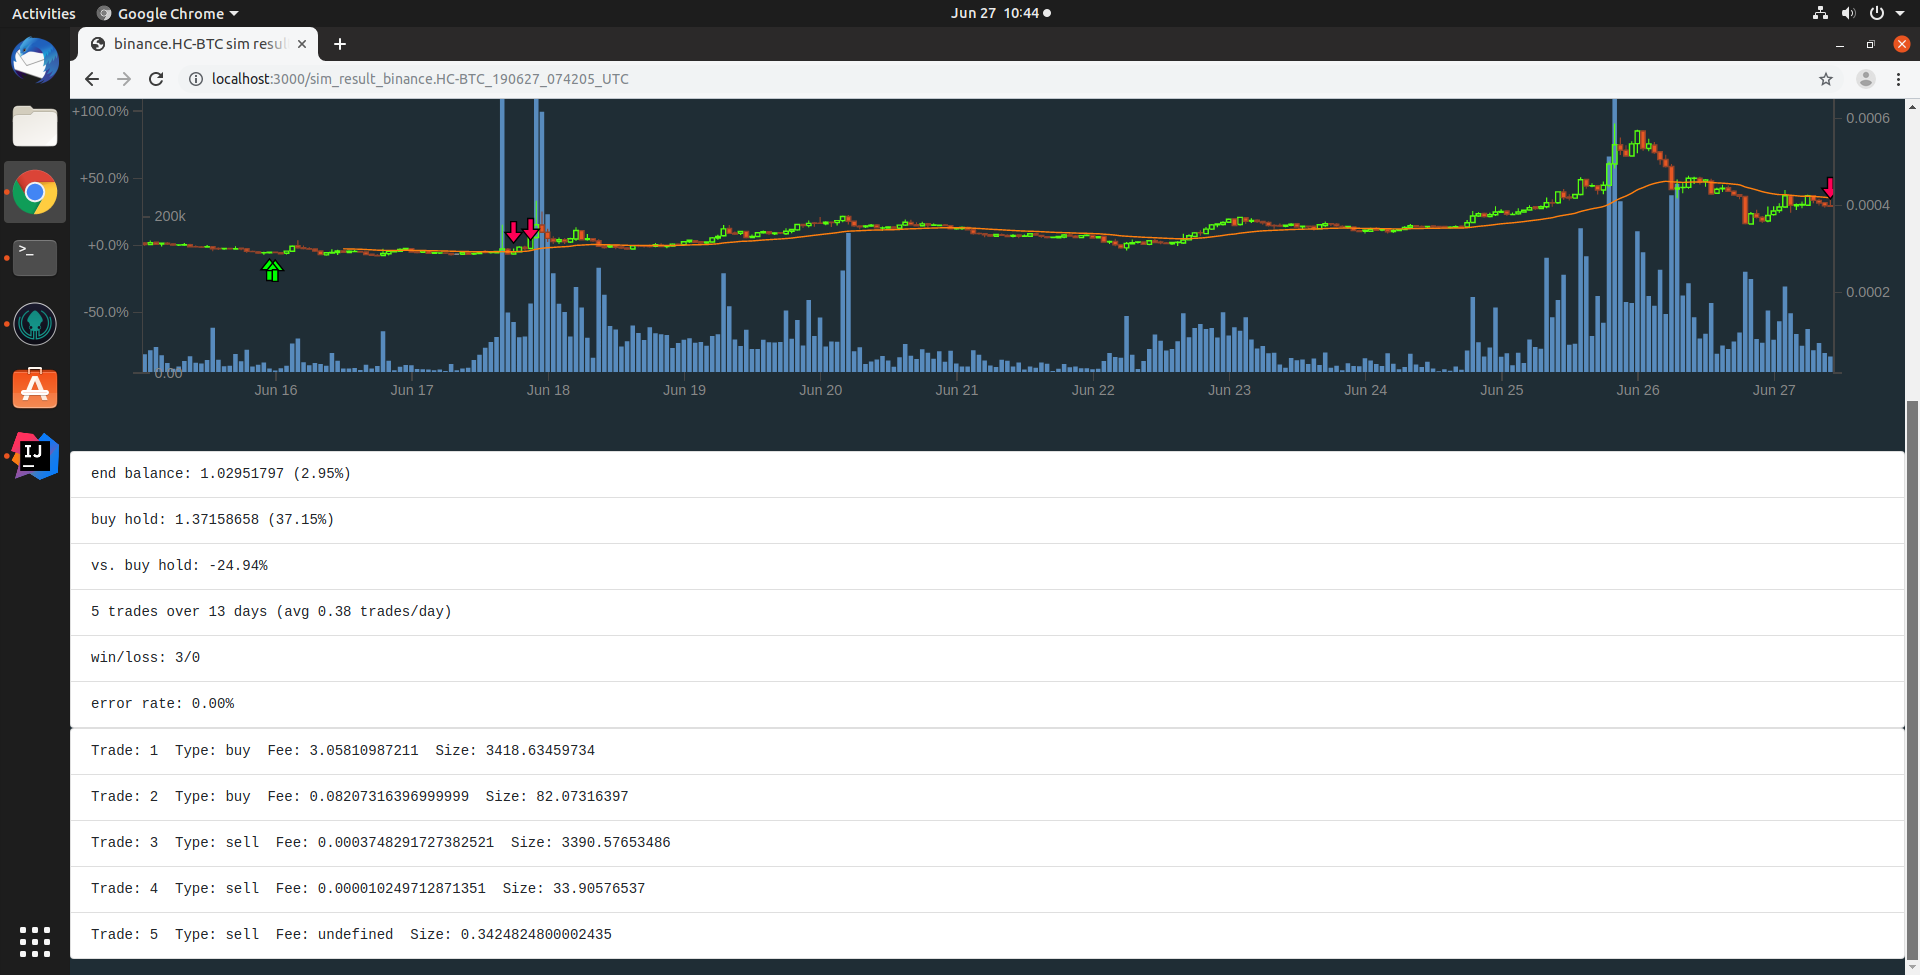 Activities Google Chrome Jun 27 10:44
binance.HC-BTC sim resu
localhost:3000/sim_result_binance.HC-BTC_190627_074205_UTC
+100.0%
+50.0%
+0.0%
-50.0%
200k
0.00
0.0006
0.0004
0.0002
Jun 16 Jun 17 Jun 18 Jun 19 Jun 20 Jun 21 Jun 22 Jun 23 Jun 24 Jun 25 Jun 26 Jun 27
>_
IJ
end balance: 1.02951797 (2.95%)
buy hold: 1.37158658 (37.15%)
vs. buy hold: -24.94%
5 trades over 13 days (avg 0.38 trades/day)
win/loss: 3/0
error rate: 0.00%
Trade: 1 Type: buy Fee: 3.05810987211 Size: 3418.63459734
Trade: 2 Type: buy Fee: 0.08207316396999999 Size: 82.07316397
Trade: 3 Type: sell Fee: 0.0003748291727382521 Size: 3390.57653486
Trade: 4 Type: sell Fee: 0.000010249712871351 Size: 33.90576537
Trade: 5 Type: sell Fee: undefined Size: 0.3424824800002435